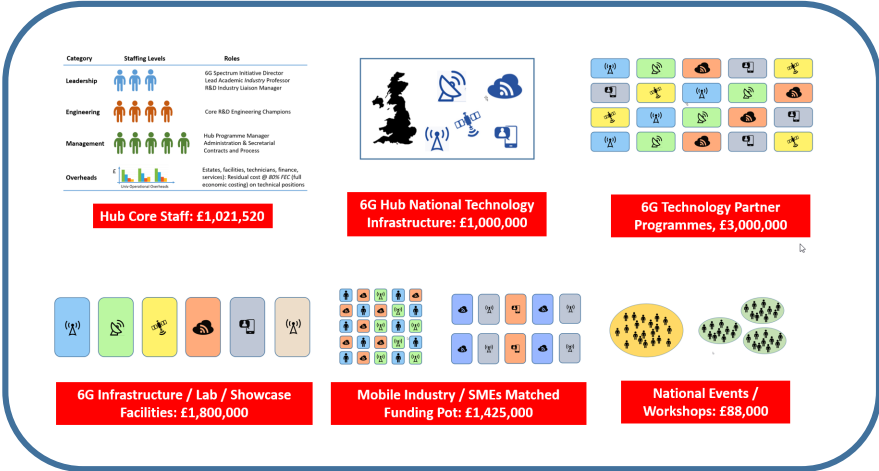 Category Staffing Levels Roles
Leadership
6G Spectrum Initiative Director
Lead Academic Industry Professor
R&D Industry Liaison Manager
Engineering
Core R&D Engineering Champions
Management
Hub Programme Manager
Administration & Secretarial
Contracts and Process
Overheads
£
Univ Operational Overheads
Estates, facilities, technicians, finance,
services): Residual cost @ 80% FEC (full
economic costing) on technical positions
Hub Core Staff: £1,021,520
6G Hub National Technology
Infrastructure: £1,000,000
6G Technology Partner
Programmes, £3,000,000
6G Infrastructure / Lab / Showcase
Facilities: £1,800,000
Mobile Industry / SMEs Matched
Funding Pot: £1,425,000
National Events /
Workshops: £88,000